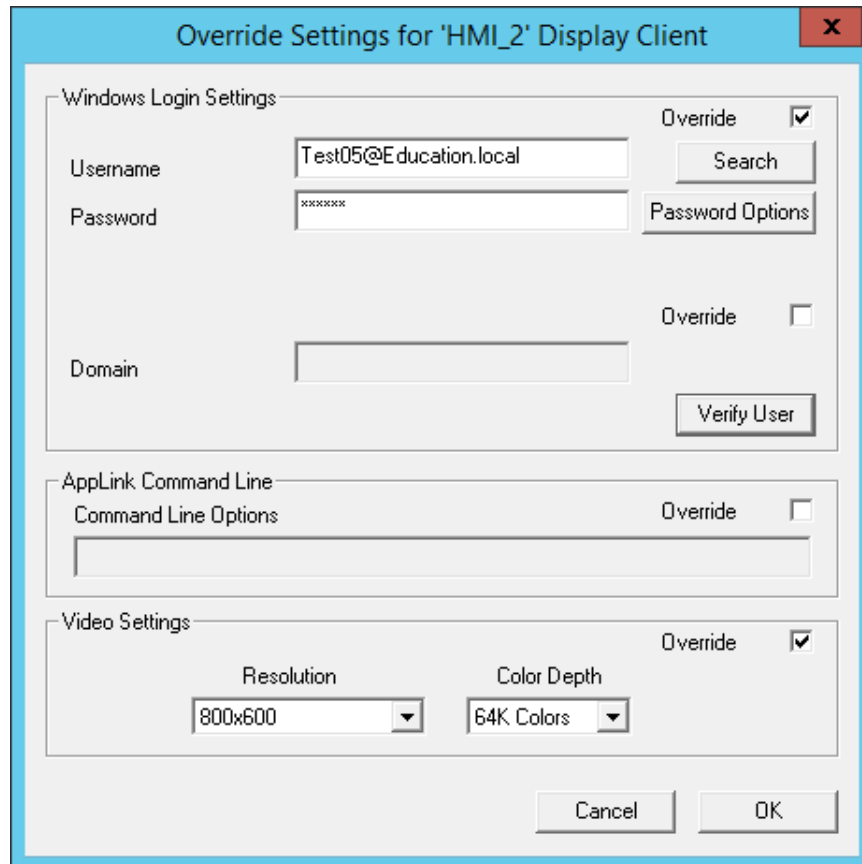 Override Settings for 'HMI_2' Display Client
x
Windows Login Settings
Override
Username
Test05@Education.local
Search
Password
××××××
Password Options
Override
Domain
Verify User
AppLink Command Line
Command Line Options
Override
Video Settings
Override
Resolution
Color Depth
800x600
64K Colors
Cancel
OK